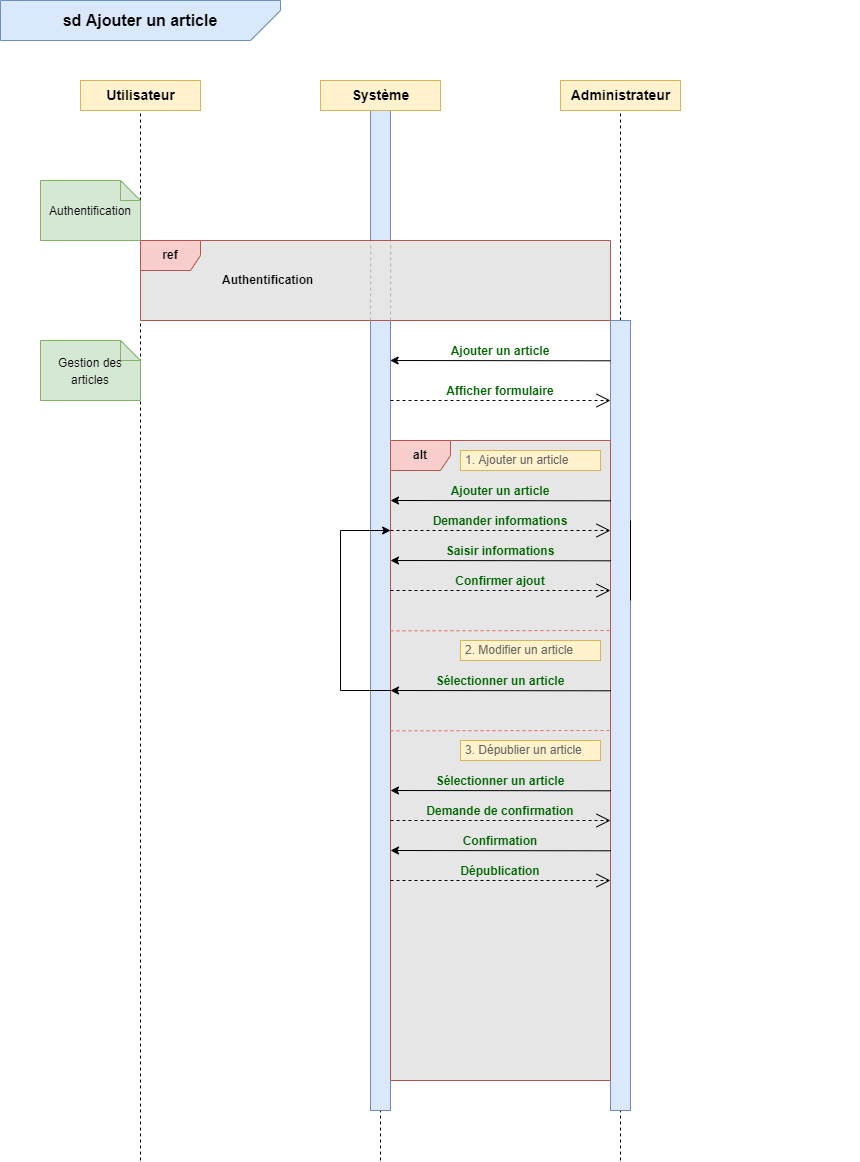 sd Ajouter un article
Utilisateur
Système
Administrateur
Authentification
ref
Authentification
Gestion des
articles
Ajouter un article
Afficher formulaire
alt
1. Ajouter un article
Ajouter un article
Demander informations
Saisir informations
Confirmer ajout
2. Modifier un article
Sélectionner un article
3. Dépublier un article
Sélectionner un article
Demande de confirmation
Confirmation
Dépublication